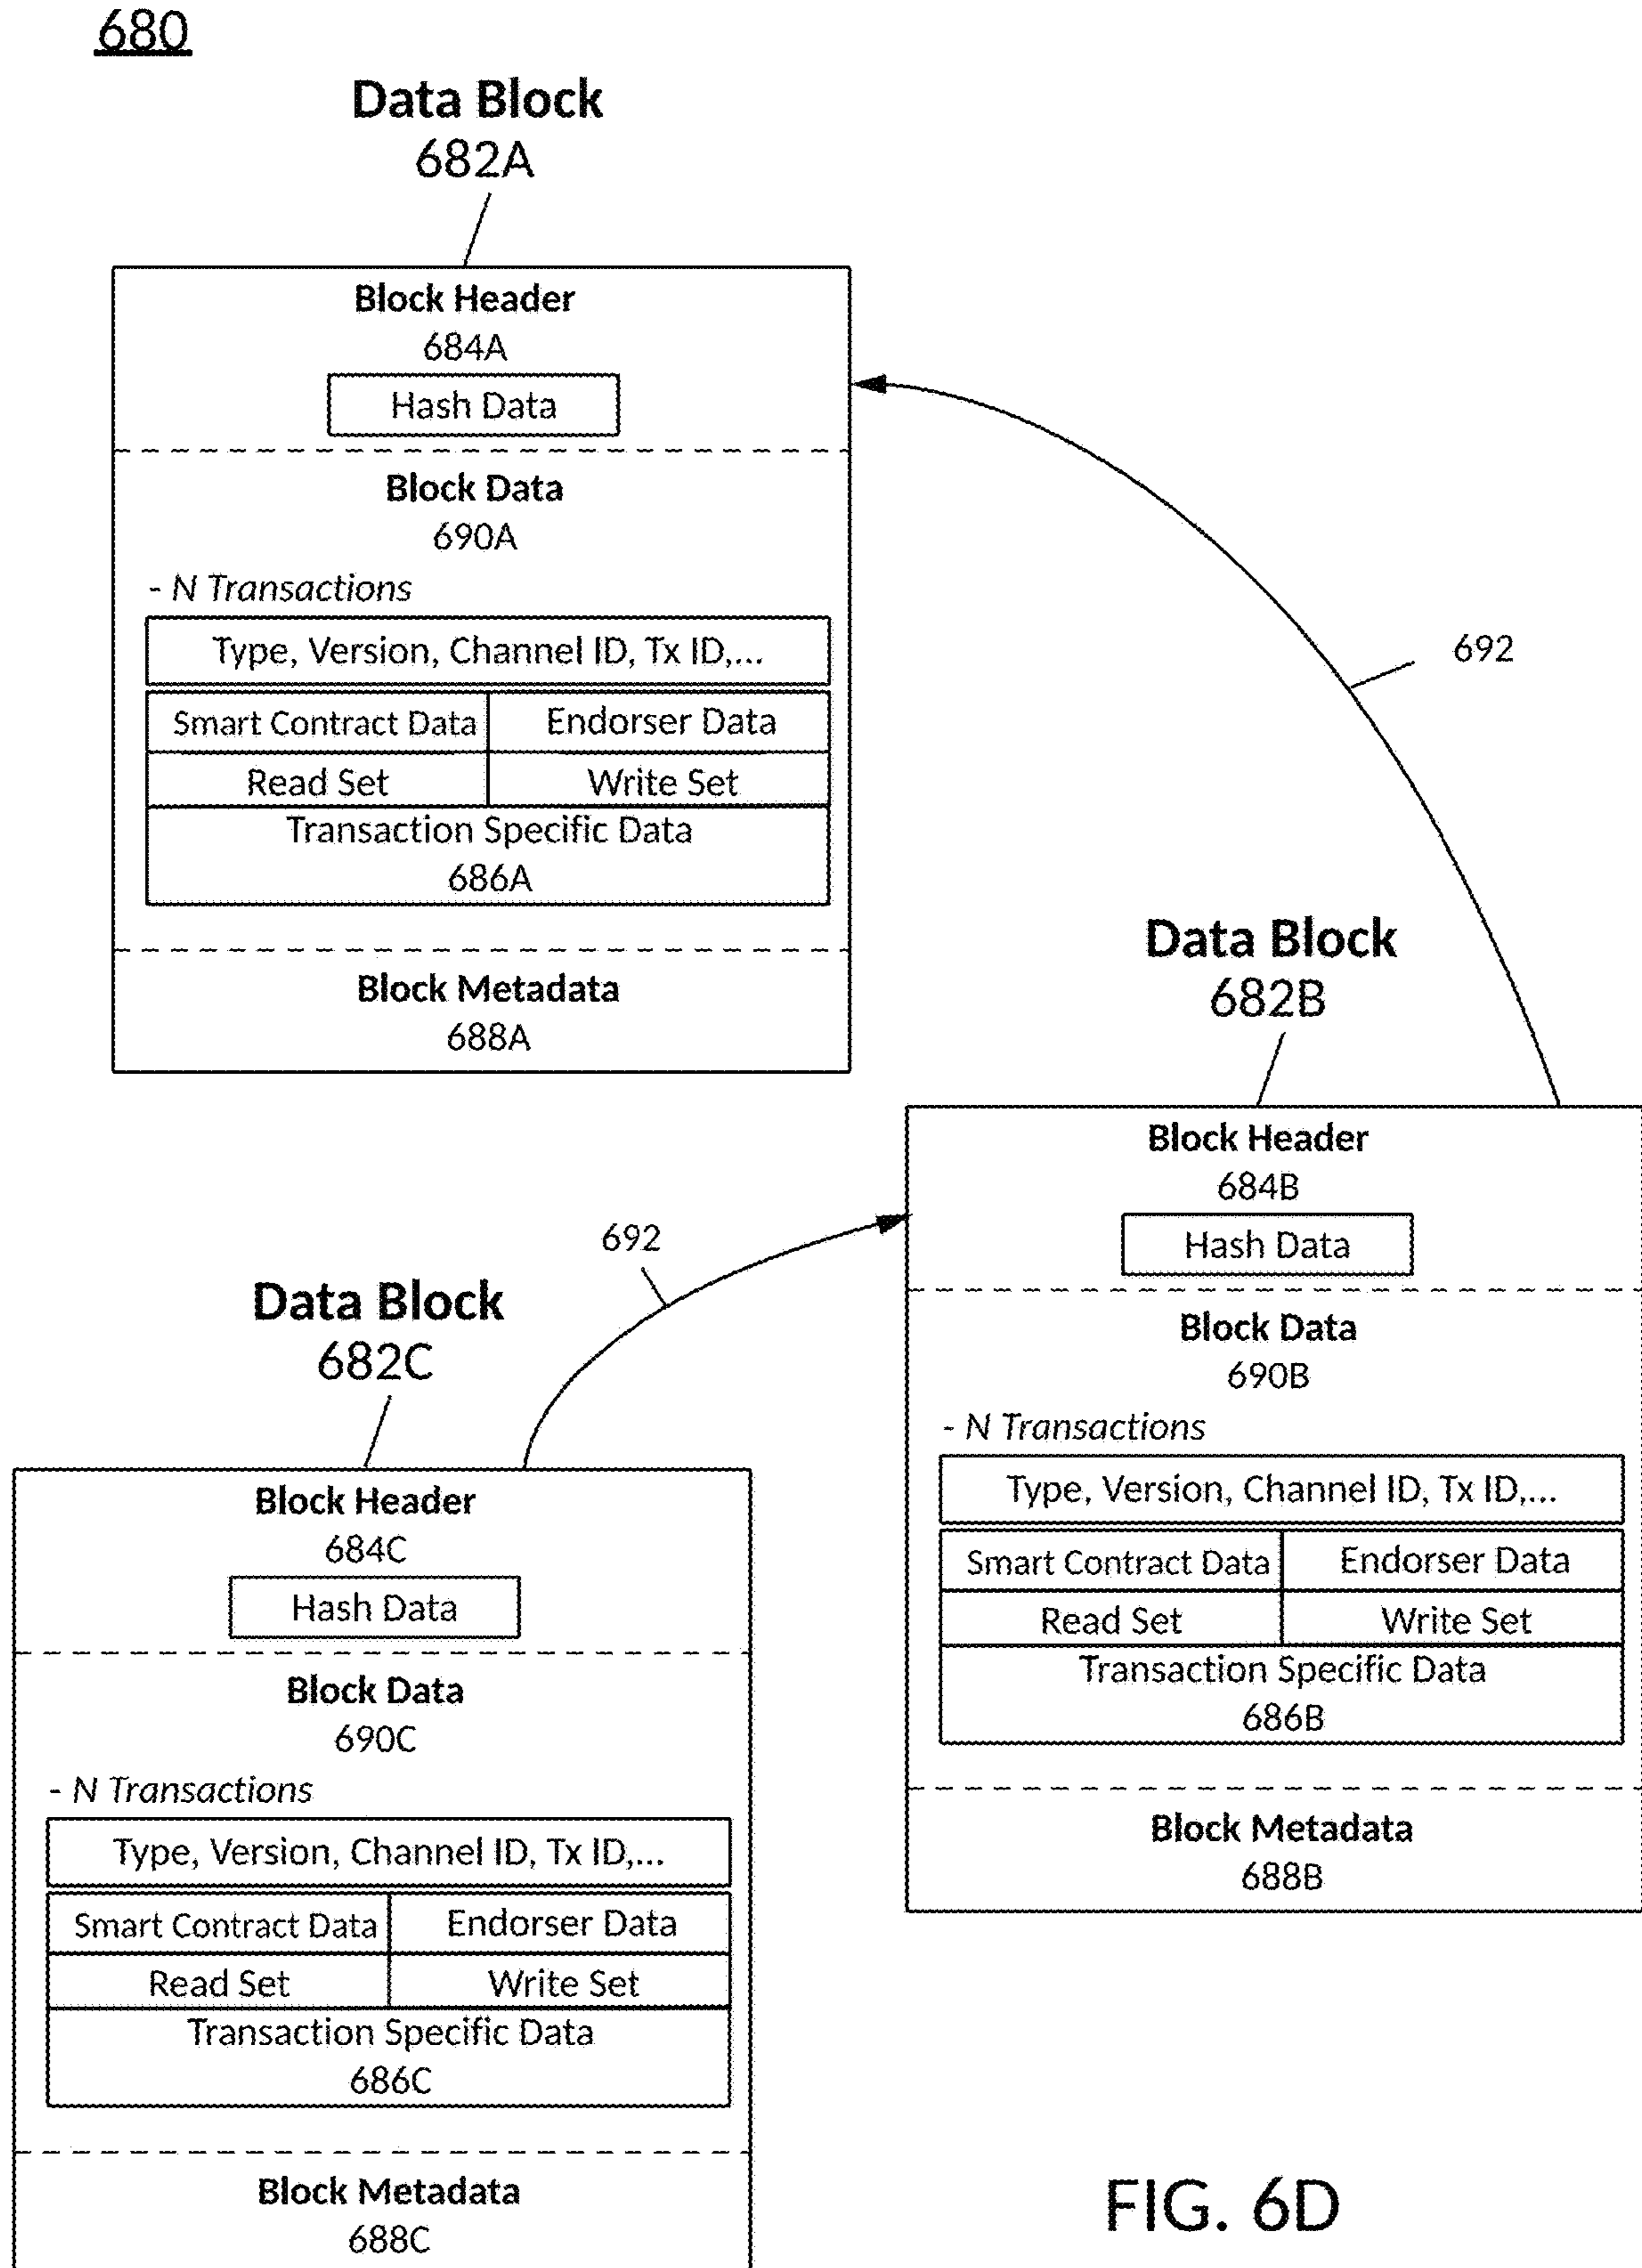 680
Data Block
682A
Block Header
684A
Hash Data
Block Data
690A
- N Transactions
Type, Version, Channel ID, Tx ID,...
Smart Contract Data Endorser Data
Read Set Write Set
Transaction Specific Data
686A
Block Metadata
688A
692
Data Block
682B
Block Header
684B
Hash Data
Block Data
690B
- N Transactions
Type, Version, Channel ID, Tx ID,...
Smart Contract Data Endorser Data
Read Set Write Set
Transaction Specific Data
686B
Block Metadata
688B
692
Data Block
682C
Block Header
684C
Hash Data
Block Data
690C
- N Transactions
Type, Version, Channel ID, Tx ID,...
Smart Contract Data Endorser Data
Read Set Write Set
Transaction Specific Data
686C
Block Metadata
688C
FIG. 6D